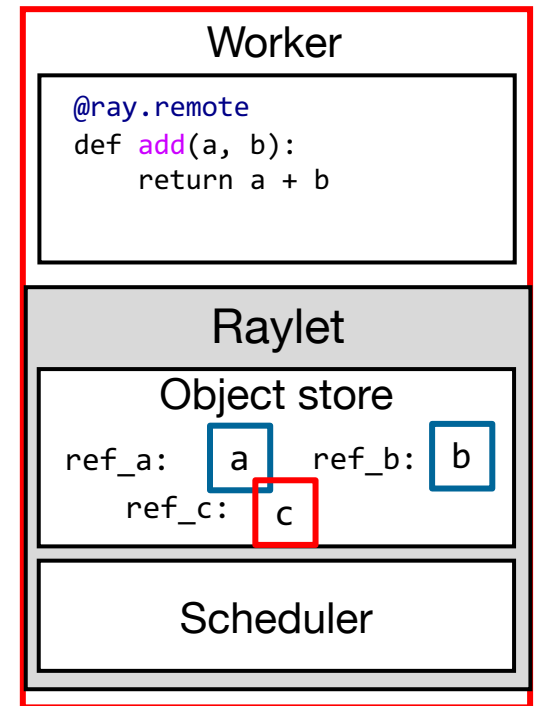 Worker
@ray.remote
def add(a, b):
    return a + b
Raylet
Object store
ref_a: a ref_b: b
ref_c: c
Scheduler